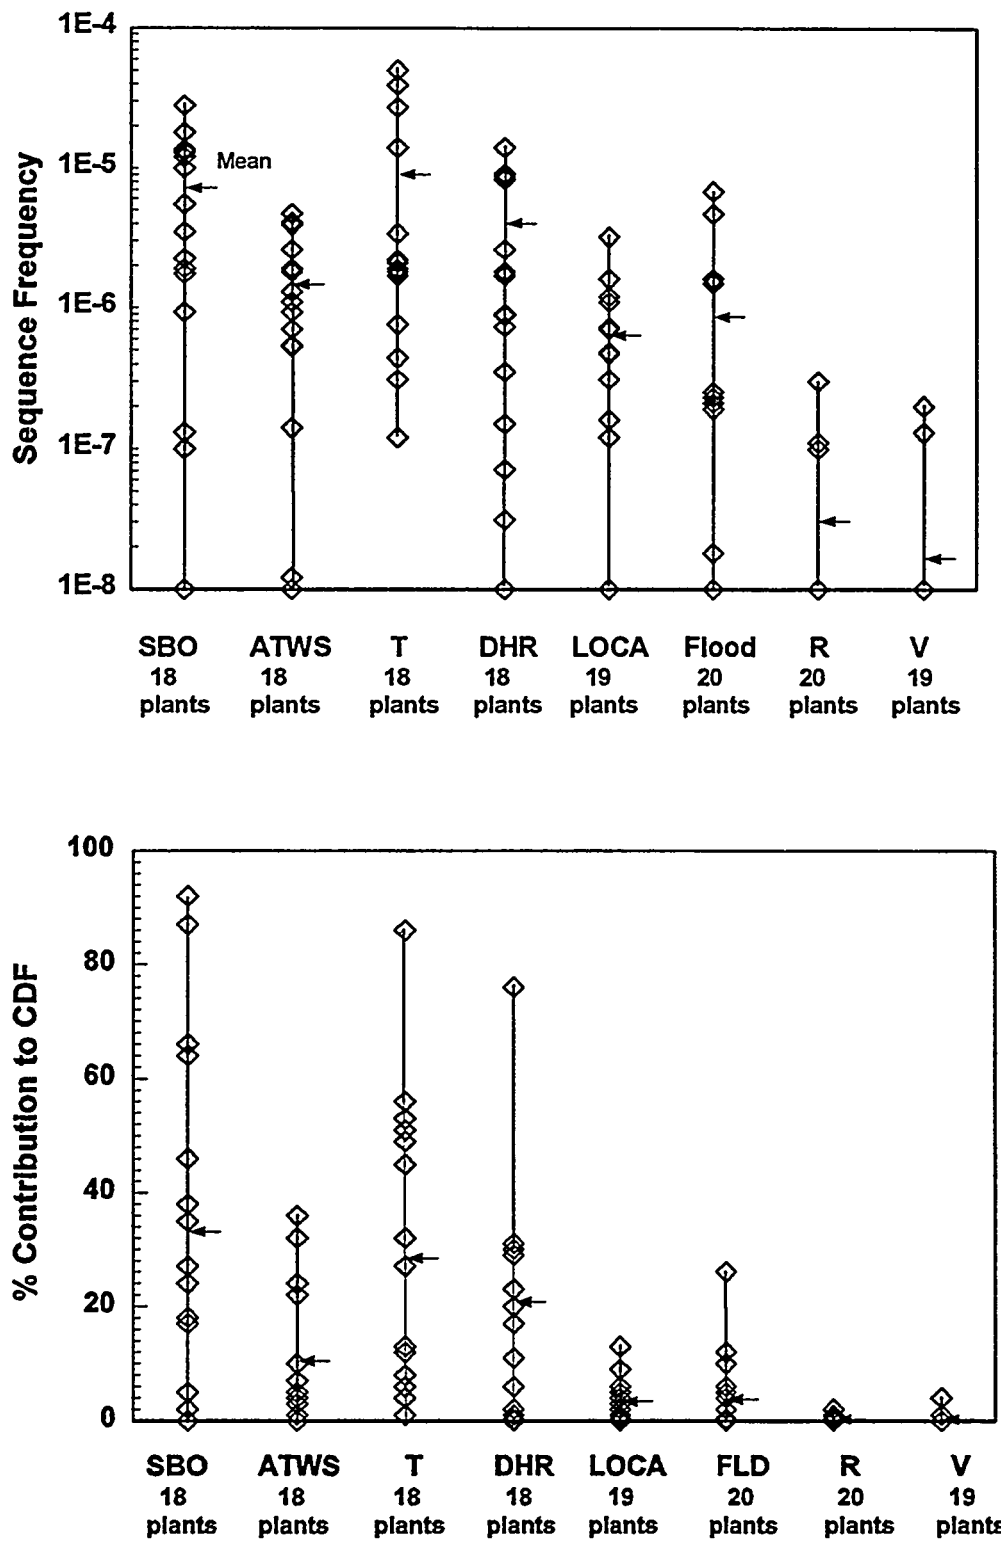 Sequence Frequency
1E-4
1E-5
1E-6
1E-7
1E-8
Mean
SBO ATWS T DHR LOCA Flood R V
18 18 18 18 19 20 20 19
plants plants plants plants plants plants plants plants
% Contribution to CDF
100
80
60
40
20
0
SBO ATWS T DHR LOCA FLD R V
18 18 18 18 19 20 20 19
plants plants plants plants plants plants plants plants